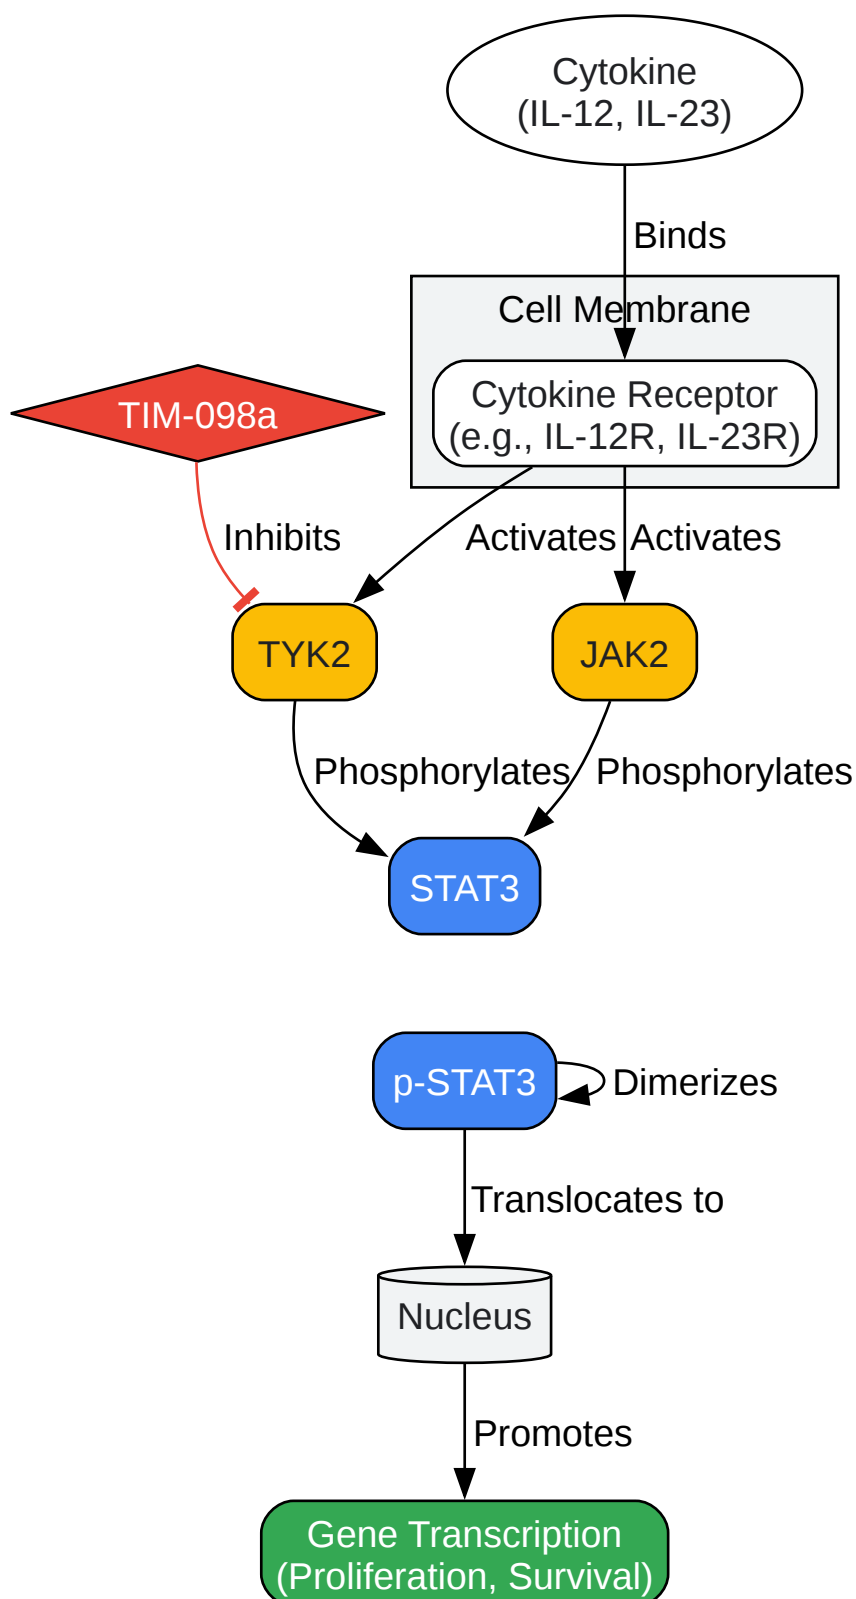 Cytokine
(IL-12, IL-23)
Binds
Cell Membrane
Cytokine Receptor
(e.g., IL-12R, IL-23R)
TIM-098a
Inhibits
Activates
Activates
TYK2
JAK2
Phosphorylates
Phosphorylates
STAT3
p-STAT3
Dimerizes
Translocates to
Nucleus
Promotes
Gene Transcription
(Proliferation, Survival)